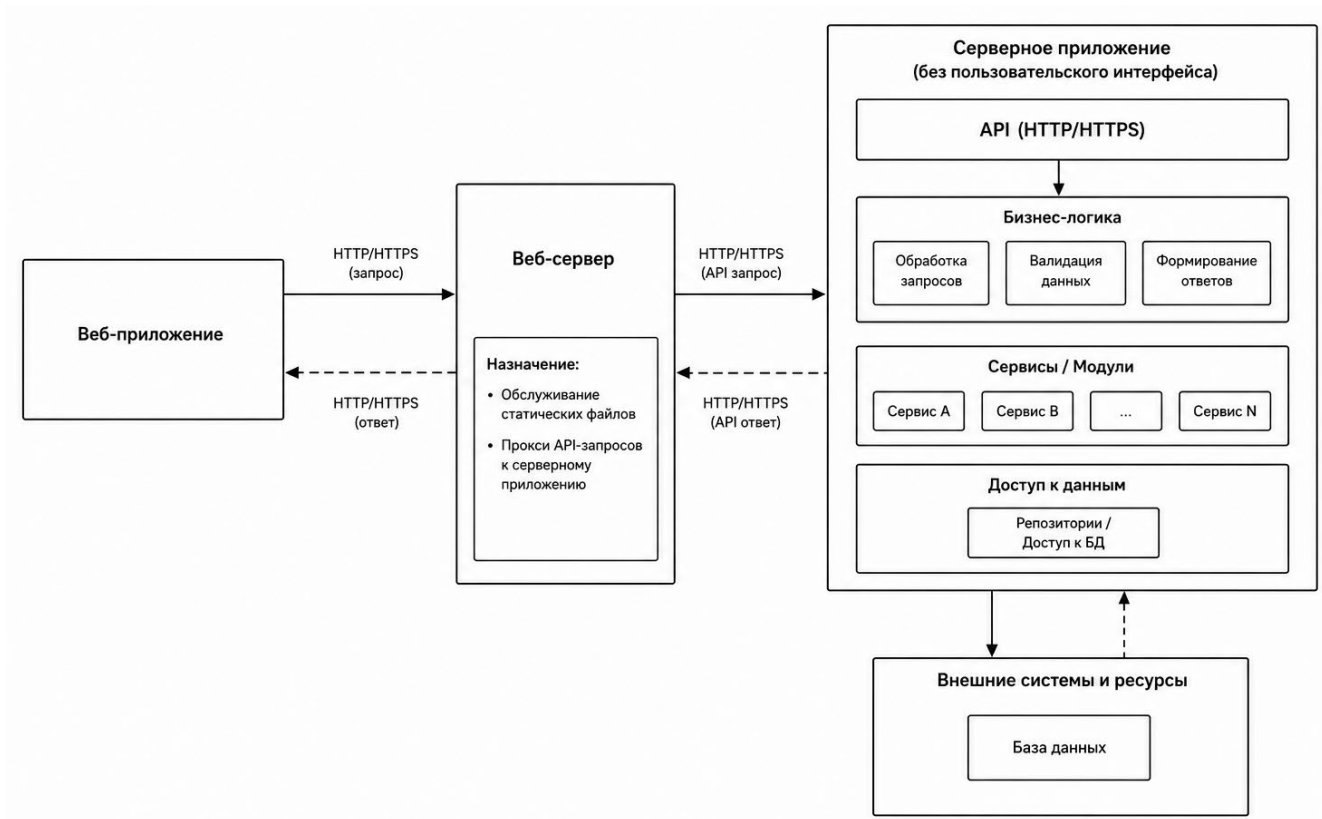 Веб-приложение
HTTP/HTTPS
(запрос)
HTTP/HTTPS
(ответ)
Веб-сервер
Назначение:
• Обслуживание
статических файлов
• Прокси API-запросов
к серверному
приложению
HTTP/HTTPS
(API запрос)
HTTP/HTTPS
(API ответ)
Серверное приложение
(без пользовательского интерфейса)
API (HTTP/HTTPS)
Бизнес-логика
Обработка
запросов
Валидация
данных
Формирование
ответов
Сервисы / Модули
Сервис A
Сервис B
...
Сервис N
Доступ к данным
Репозитории /
Доступ к БД
Внешние системы и ресурсы
База данных